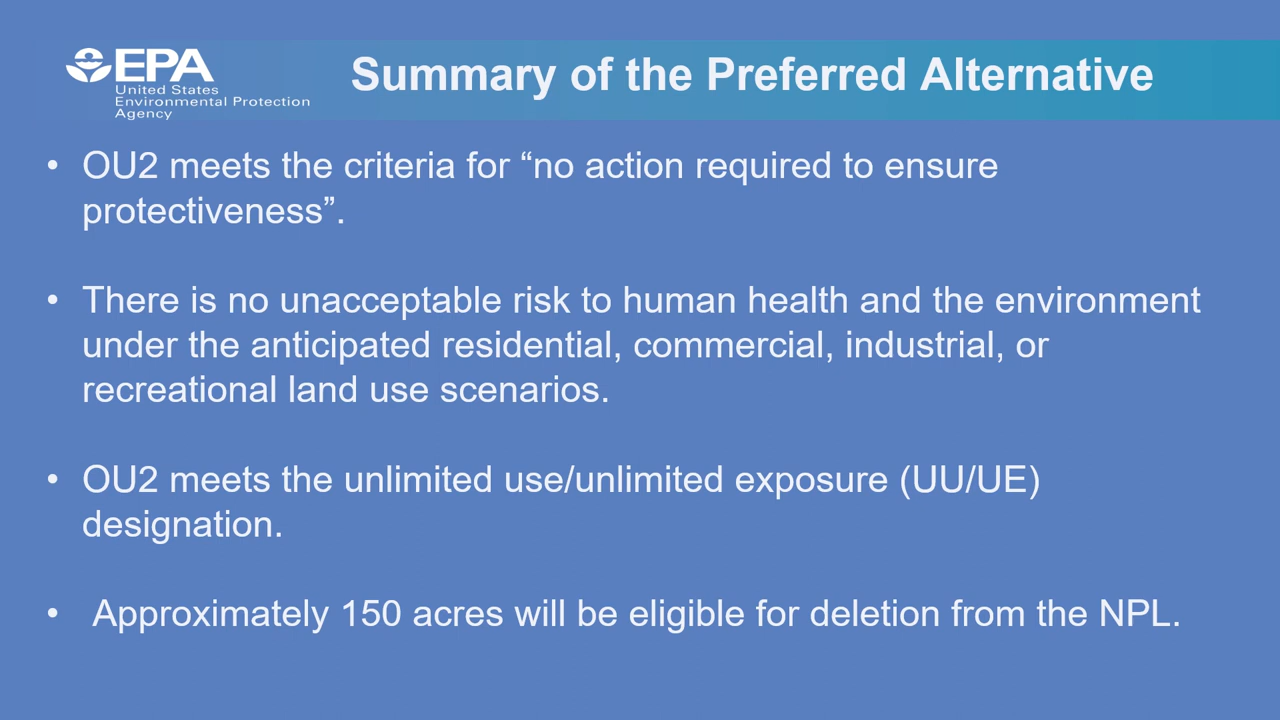 EPA
United States
Environmental Protection
Agency
Summary of the Preferred Alternative
• OU2 meets the criteria for “no action required to ensure
protectiveness”.
• There is no unacceptable risk to human health and the environment
under the anticipated residential, commercial, industrial, or
recreational land use scenarios.
• OU2 meets the unlimited use/unlimited exposure (UU/UE)
designation.
• Approximately 150 acres will be eligible for deletion from the NPL.